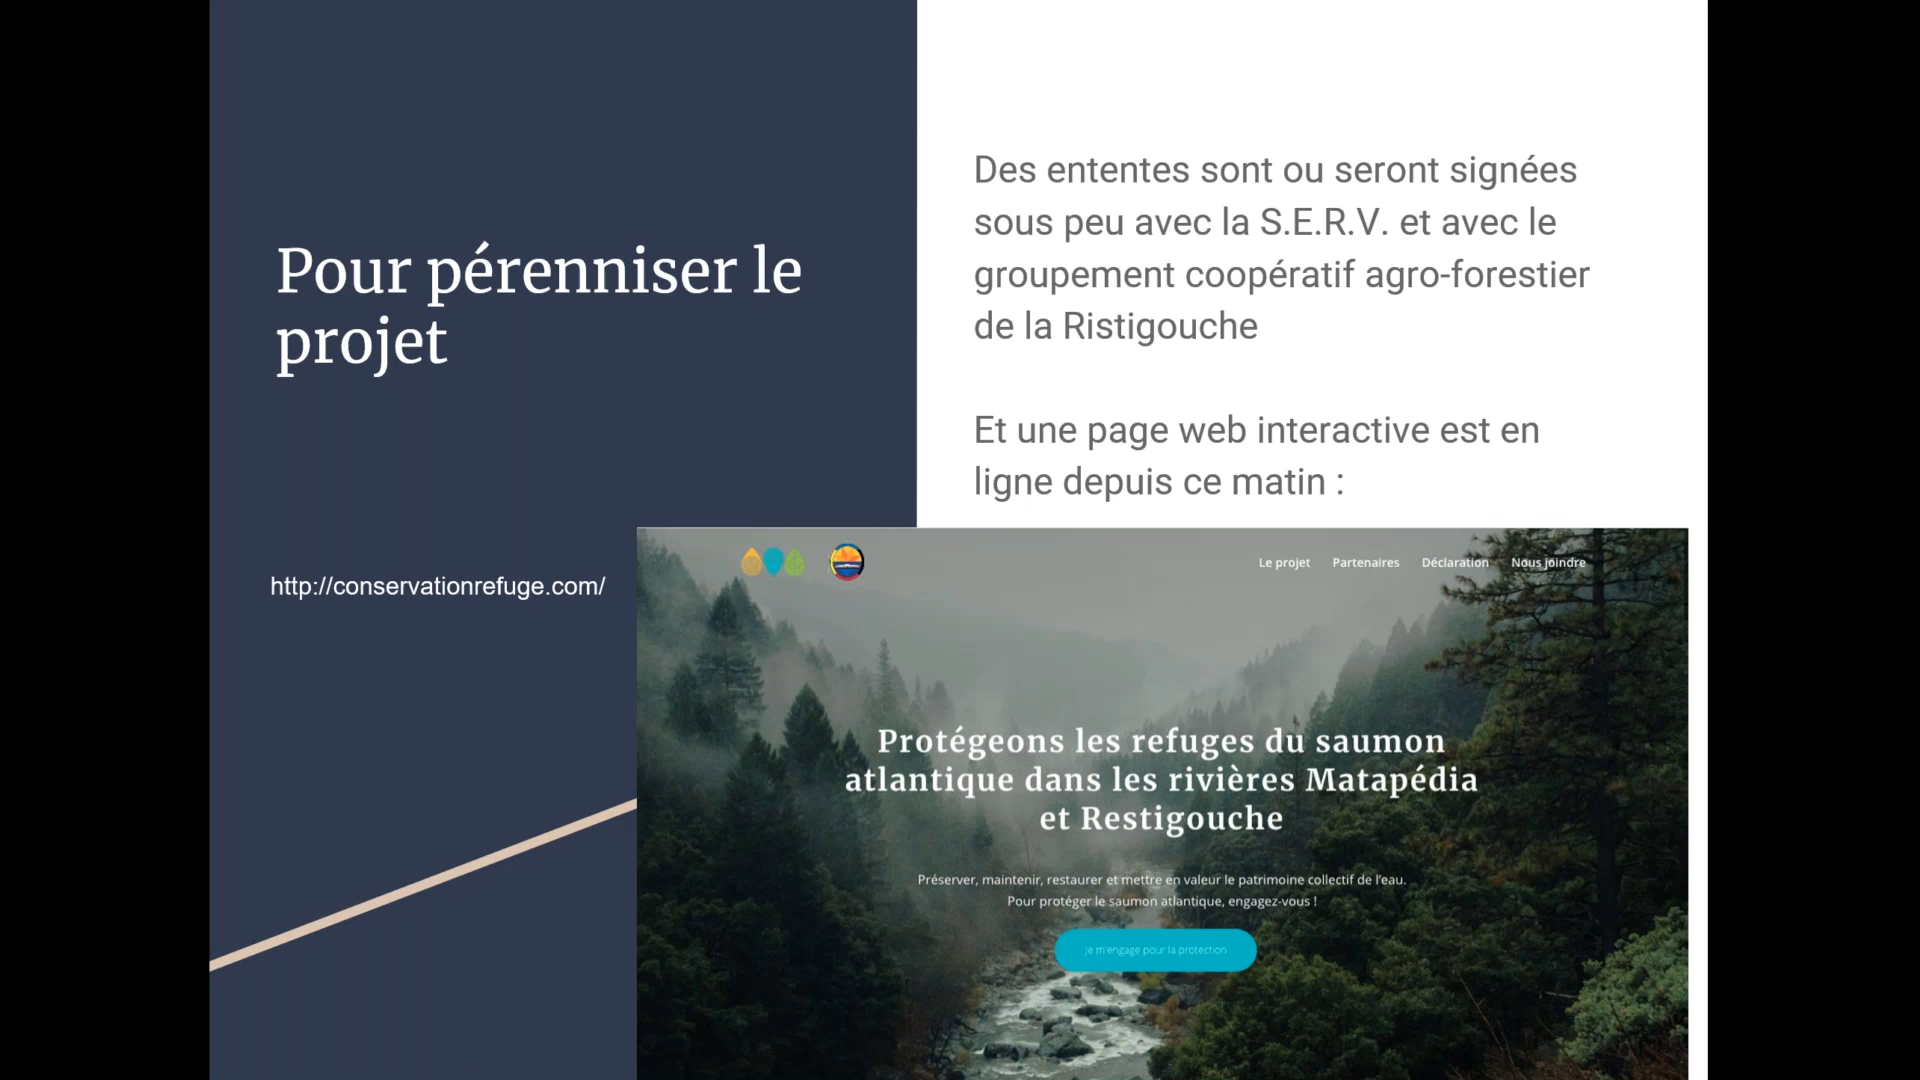 Pour pérenniser le
projet
http://conservationrefuge.com/
Des ententes sont ou seront signées
sous peu avec la S.E.R.V. et avec le
groupement coopératif agro-forestier
de la Ristigouche
Et une page web interactive est en
ligne depuis ce matin :
Le projet Partenaires Déclaration Nous joindre
Protégeons les refuges du saumon
atlantique dans les rivières Matapédia
et Restigouche
Préserver, maintenir, restaurer et mettre en valeur le patrimoine collectif de l'eau.
Pour protéger le saumon atlantique, engagez-vous !
Je m'engage pour la protection